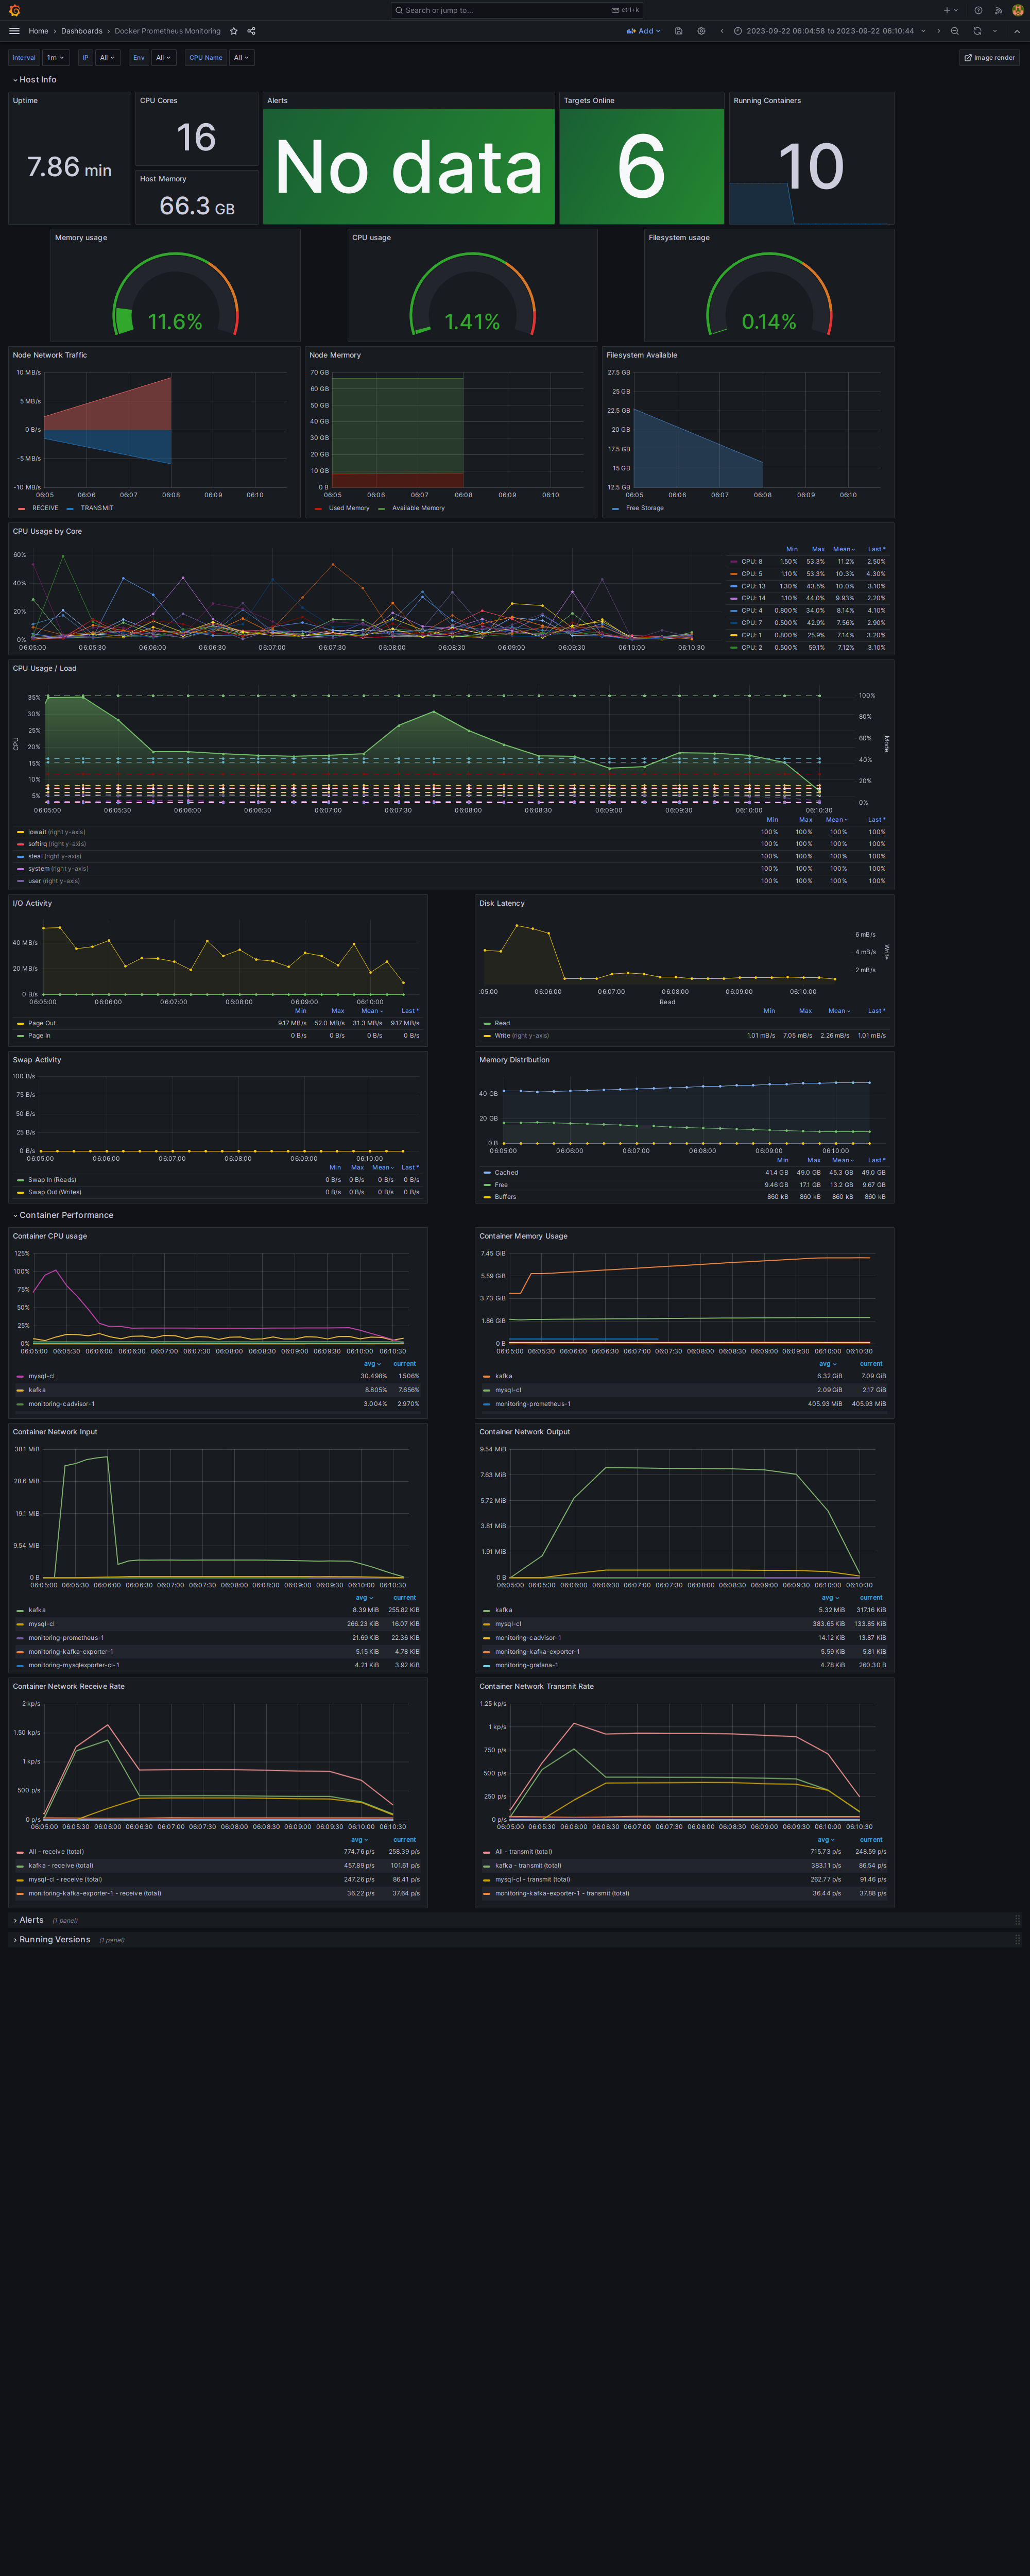 Search or jump to... ctrl+k
Home › Dashboards › Docker Prometheus Monitoring Add 2023-09-22 06:04:58 to 2023-09-22 06:10:44
interval 1m IP All Env All CPU Name All Image render
Host Info
Uptime CPU Cores Alerts Targets Online Running Containers
7.86 min 16 No data 6 10
Host Memory
66.3 GB
Memory usage CPU usage Filesystem usage
11.6% 1.41% 0.14%
Node Network Traffic
10 MB/s
5 MB/s
0 B/s
-5 MB/s
-10 MB/s
06:05 06:06 06:07 06:08 06:09 06:10
RECEIVE TRANSMIT
Node Mermory
70 GB
60 GB
50 GB
40 GB
30 GB
20 GB
10 GB
0 B
06:05 06:06 06:07 06:08 06:09 06:10
Used Memory Available Memory
Filesystem Available
27.5 GB
25 GB
22.5 GB
20 GB
17.5 GB
15 GB
12.5 GB
06:05 06:06 06:07 06:08 06:09 06:10
Free Storage
CPU Usage by Core
60%
40%
20%
0%
06:05:00 06:05:30 06:06:00 06:06:30 06:07:00 06:07:30 06:08:00 06:08:30 06:09:00 06:09:30 06:10:00 06:10:30
Min Max Mean Last *
CPU: 8 1.50% 53.3% 11.2% 2.50%
CPU: 5 1.10% 53.3% 10.3% 4.30%
CPU: 13 1.30% 43.5% 10.0% 3.10%
CPU: 14 1.10% 44.0% 9.93% 2.20%
CPU: 4 0.800% 34.0% 8.14% 4.10%
CPU: 7 0.500% 42.9% 7.56% 2.90%
CPU: 1 0.800% 25.9% 7.14% 3.20%
CPU: 2 0.500% 59.1% 7.12% 3.10%
CPU Usage / Load
35%
30%
25%
20%
15%
10%
5%
CPU
100%
80%
60%
40%
20%
0%
Mode
06:05:00 06:05:30 06:06:00 06:06:30 06:07:00 06:07:30 06:08:00 06:08:30 06:09:00 06:09:30 06:10:00 06:10:30
Min Max Mean Last *
iowait (right y-axis) 100% 100% 100% 100%
softirq (right y-axis) 100% 100% 100% 100%
steal (right y-axis) 100% 100% 100% 100%
system (right y-axis) 100% 100% 100% 100%
user (right y-axis) 100% 100% 100% 100%
I/O Activity
40 MB/s
20 MB/s
0 B/s
06:05:00 06:06:00 06:07:00 06:08:00 06:09:00 06:10:00
Min Max Mean Last *
Page Out 9.17 MB/s 52.0 MB/s 31.3 MB/s 9.17 MB/s
Page In 0 B/s 0 B/s 0 B/s 0 B/s
Disk Latency
6 mB/s
4 mB/s
2 mB/s
Write
:05:00 06:06:00 06:07:00 06:08:00 06:09:00 06:10:00
Read
Min Max Mean Last *
Read
Write (right y-axis) 1.01 mB/s 7.05 mB/s 2.26 mB/s 1.01 mB/s
Swap Activity
100 B/s
75 B/s
50 B/s
25 B/s
0 B/s
06:05:00 06:06:00 06:07:00 06:08:00 06:09:00 06:10:00
Min Max Mean Last *
Swap In (Reads) 0 B/s 0 B/s 0 B/s 0 B/s
Swap Out (Writes) 0 B/s 0 B/s 0 B/s 0 B/s
Memory Distribution
40 GB
20 GB
0 B
06:05:00 06:06:00 06:07:00 06:08:00 06:09:00 06:10:00
Min Max Mean Last *
Cached 41.4 GB 49.0 GB 45.3 GB 49.0 GB
Free 9.46 GB 17.1 GB 13.2 GB 9.67 GB
Buffers 860 kB 860 kB 860 kB 860 kB
Container Performance
Container CPU usage
125%
100%
75%
50%
25%
0%
06:05:00 06:05:30 06:06:00 06:06:30 06:07:00 06:07:30 06:08:00 06:08:30 06:09:00 06:09:30 06:10:00 06:10:30
avg current
mysql-cl 30.498% 1.506%
kafka 8.805% 7.656%
monitoring-cadvisor-1 3.004% 2.970%
Container Memory Usage
7.45 GiB
5.59 GiB
3.73 GiB
1.86 GiB
0 B
06:05:00 06:05:30 06:06:00 06:06:30 06:07:00 06:07:30 06:08:00 06:08:30 06:09:00 06:09:30 06:10:00 06:10:30
avg current
kafka 6.32 GiB 7.09 GiB
mysql-cl 2.09 GiB 2.17 GiB
monitoring-prometheus-1 405.93 MiB 405.93 MiB
Container Network Input
38.1 MiB
28.6 MiB
19.1 MiB
9.54 MiB
0 B
06:05:00 06:05:30 06:06:00 06:06:30 06:07:00 06:07:30 06:08:00 06:08:30 06:09:00 06:09:30 06:10:00 06:10:30
avg current
kafka 8.39 MiB 255.82 KiB
mysql-cl 266.23 KiB 16.07 KiB
monitoring-prometheus-1 21.69 KiB 22.36 KiB
monitoring-kafka-exporter-1 5.15 KiB 4.78 KiB
monitoring-mysqlexporter-cl-1 4.21 KiB 3.92 KiB
Container Network Output
9.54 MiB
7.63 MiB
5.72 MiB
3.81 MiB
1.91 MiB
0 B
06:05:00 06:05:30 06:06:00 06:06:30 06:07:00 06:07:30 06:08:00 06:08:30 06:09:00 06:09:30 06:10:00 06:10:30
avg current
kafka 5.32 MiB 317.16 KiB
mysql-cl 383.65 KiB 133.85 KiB
monitoring-cadvisor-1 14.12 KiB 13.87 KiB
monitoring-kafka-exporter-1 5.59 KiB 5.81 KiB
monitoring-grafana-1 4.78 KiB 260.30 B
Container Network Receive Rate
2 kp/s
1.50 kp/s
1 kp/s
500 p/s
0 p/s
06:05:00 06:05:30 06:06:00 06:06:30 06:07:00 06:07:30 06:08:00 06:08:30 06:09:00 06:09:30 06:10:00 06:10:30
avg current
All - receive (total) 774.76 p/s 258.39 p/s
kafka - receive (total) 457.89 p/s 101.61 p/s
mysql-cl - receive (total) 247.26 p/s 86.41 p/s
monitoring-kafka-exporter-1 - receive (total) 36.22 p/s 37.64 p/s
Container Network Transmit Rate
1.25 kp/s
1 kp/s
750 p/s
500 p/s
250 p/s
0 p/s
06:05:00 06:05:30 06:06:00 06:06:30 06:07:00 06:07:30 06:08:00 06:08:30 06:09:00 06:09:30 06:10:00 06:10:30
avg current
All - transmit (total) 715.73 p/s 248.59 p/s
kafka - transmit (total) 383.11 p/s 86.54 p/s
mysql-cl - transmit (total) 262.77 p/s 91.46 p/s
monitoring-kafka-exporter-1 - transmit (total) 36.44 p/s 37.88 p/s
Alerts (1 panel)
Running Versions (1 panel)